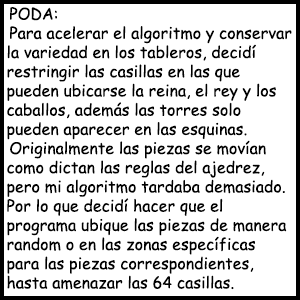 PODA:
Para acelerar el algoritmo y conservar
la variedad en los tableros, decidí
restringir las casillas en las que
pueden ubicarse la reina, el rey y los
caballos, además las torres solo
pueden aparecer en las esquinas.
Originalmente las piezas se movían
como dictan las reglas del ajedrez,
pero mi algoritmo tardaba demasiado.
Por lo que decidí hacer que el
programa ubique las piezas de manera
random o en las zonas específicas
para las piezas correspondientes,
hasta amenazar las 64 casillas.